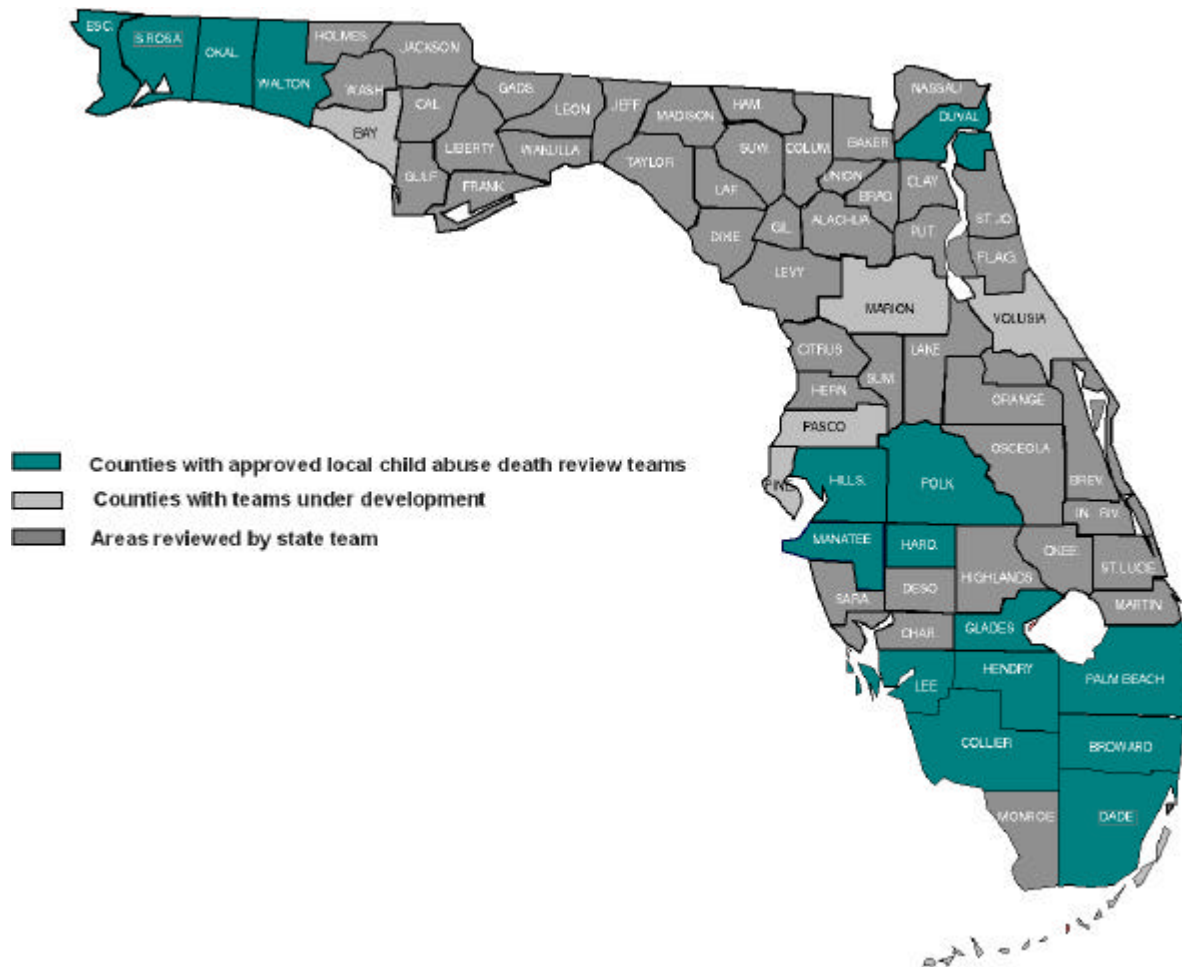 ESC.
S.ROSA
OKAL.
WALTON
HOLMES
JACKSON
WASH
BAY
CAL.
GULF
GADS.
LIBERTY
FRANK.
LEON
WAKULLA
JEFF.
MADISON
TAYLOR
HAM.
SUW.
LAF.
DIXIE
COLUM.
GIL.
LEVY
BAKER
UNION
BRAD.
ALACHUA
NASSAU
DUVAL
CLAY
PUT.
ST. JO.
FLAG.
MARION
VOLUSIA
CITRUS
SUM.
LAKE
HERN
ORANGE
PASCO
OSCEOLA
PINE.
HILLS.
POLK
BREV.
IN. RIV.
MANATEE
HARD.
OKEE.
ST.LUCIE
HIGHLANDS
DESO
SARA.
MARTIN
CHAR.
GLADES
LEE
HENDRY
PALM BEACH
COLLIER
BROWARD
MONROE
DADE
Counties with approved local child abuse death review teams
Counties with teams under development
Areas reviewed by state team